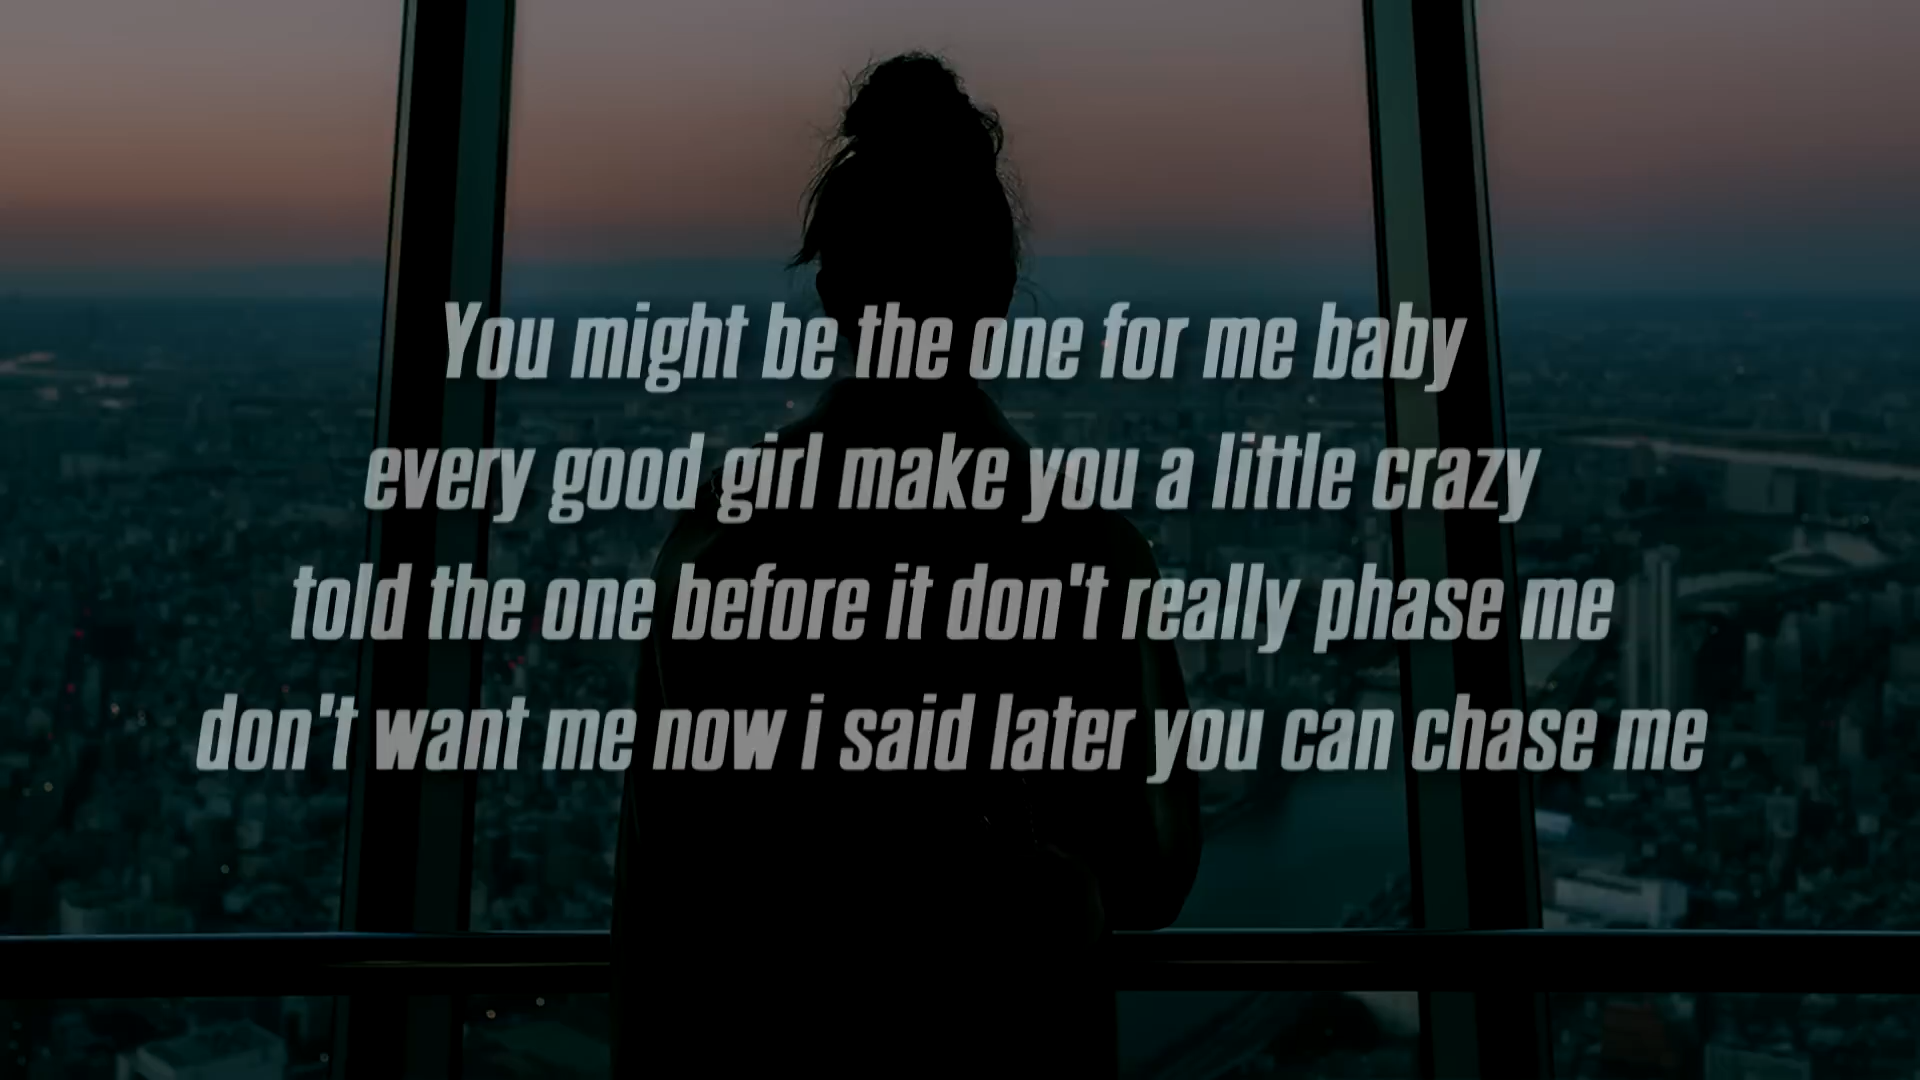 You might be the one for me baby
every good girl make you a little crazy
told the one before it don't really phase me
don't want me now i said later you can chase me